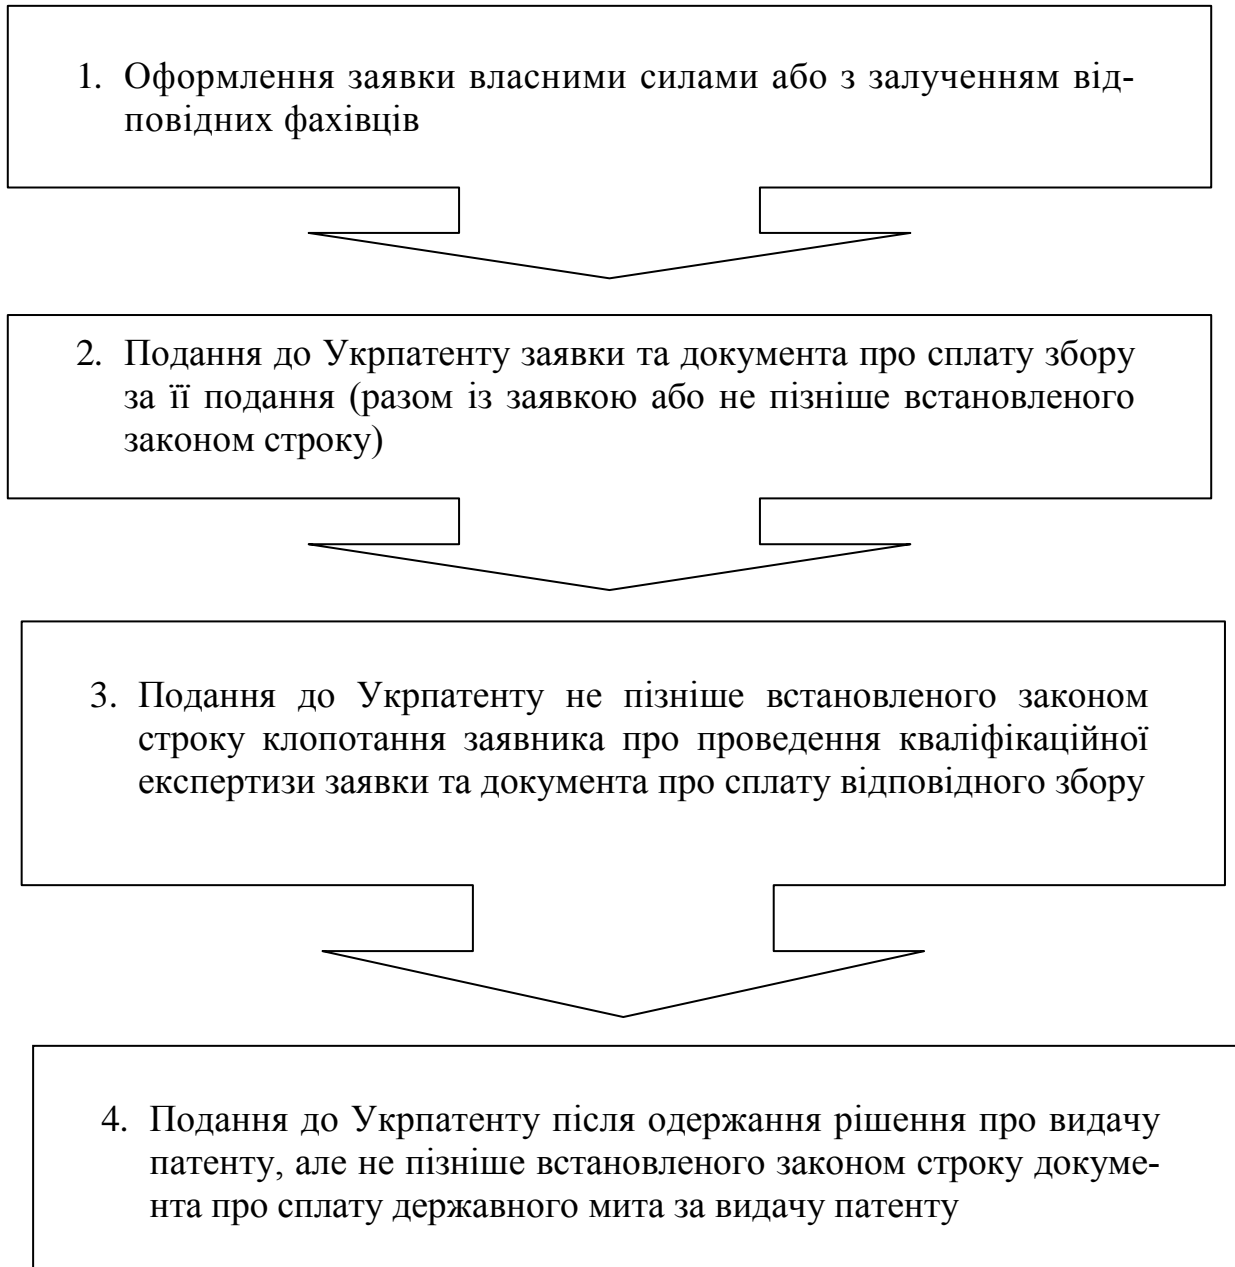 1. Оформлення заявки власними силами або з залученням від-
повідних фахівців
2. Подання до Укрпатенту заявки та документа про сплату збору
за її подання (разом із заявкою або не пізніше встановленого
законом строку)
3. Подання до Укрпатенту не пізніше встановленого законом
строку клопотання заявника про проведення кваліфікаційної
експертизи заявки та документа про сплату відповідного збору
4. Подання до Укрпатенту після одержання рішення про видачу
патенту, але не пізніше встановленого законом строку докуме-
нта про сплату державного мита за видачу патенту